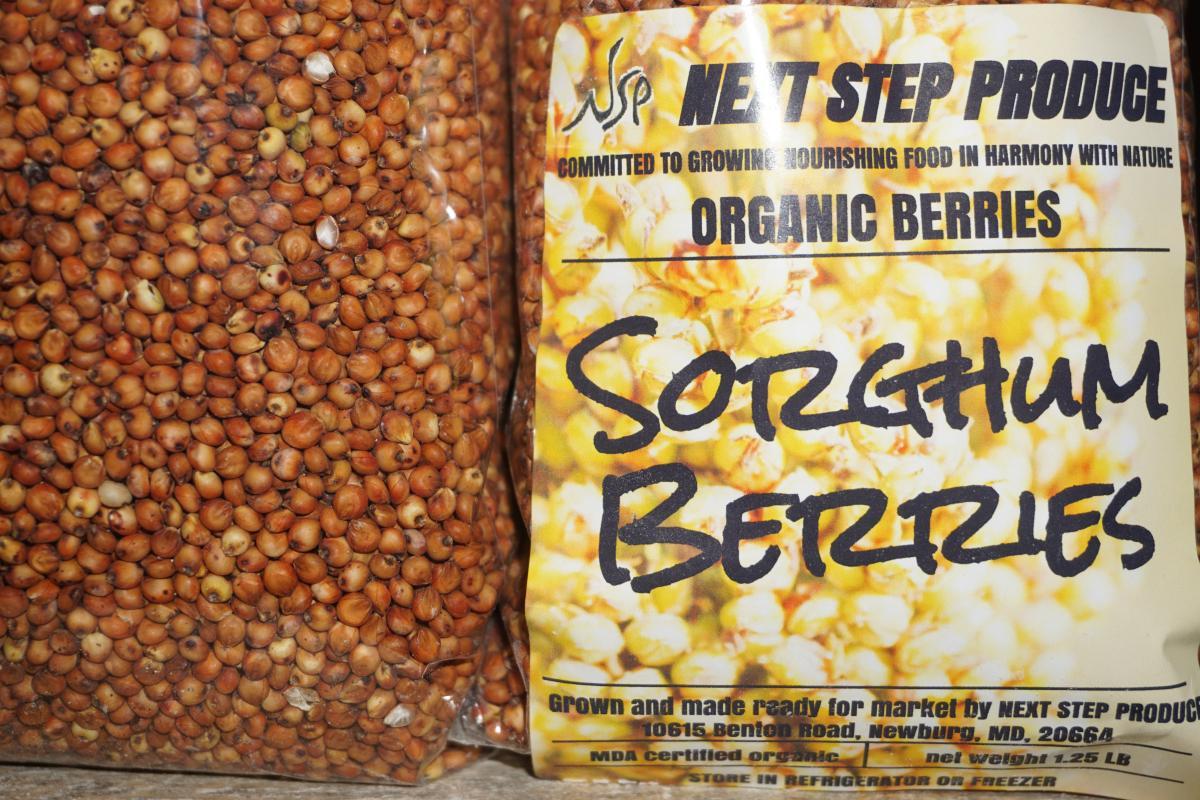 NSP NEXT STEP PRODUCE
COMMITTED TO GROWING NOURISHING FOOD IN HARMONY WITH NATURE
ORGANIC BERRIES
SORGHUM
BERRIES
Grown and made ready for market by NEXT STEP PRODUCE
10615 Benton Road, Newburg, MD, 20664
MDA certified organic net weight 1.25 LB
STORE IN REFRIGERATOR OR FREEZER